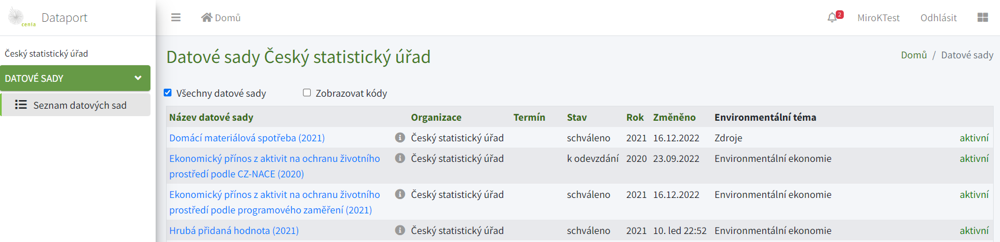 cenia Dataport
Domů
2
MiroKTest
Odhlásit
Český statistický úřad
DATOVÉ SADY
Seznam datových sad
Datové sady Český statistický úřad
Domů / Datové sady
Všechny datové sady
Zobrazovat kódy
Název datové sady Organizace Termín Stav Rok Změněno Environmentální téma
Domácí materiálová spotřeba (2021) Český statistický úřad schváleno 2021 16.12.2022 Zdroje aktivní
Ekonomický přínos z aktivit na ochranu životního Český statistický úřad k odevzdání 2020 23.09.2022 Environmentální ekonomie aktivní
prostředí podle CZ-NACE (2020)
Ekonomický přínos z aktivit na ochranu životního Český statistický úřad schváleno 2021 16.12.2022 Environmentální ekonomie aktivní
prostředí podle programového zaměření (2021)
Hrubá přidaná hodnota (2021) Český statistický úřad schváleno 2021 10. led 22:52 Environmentální ekonomie aktivní